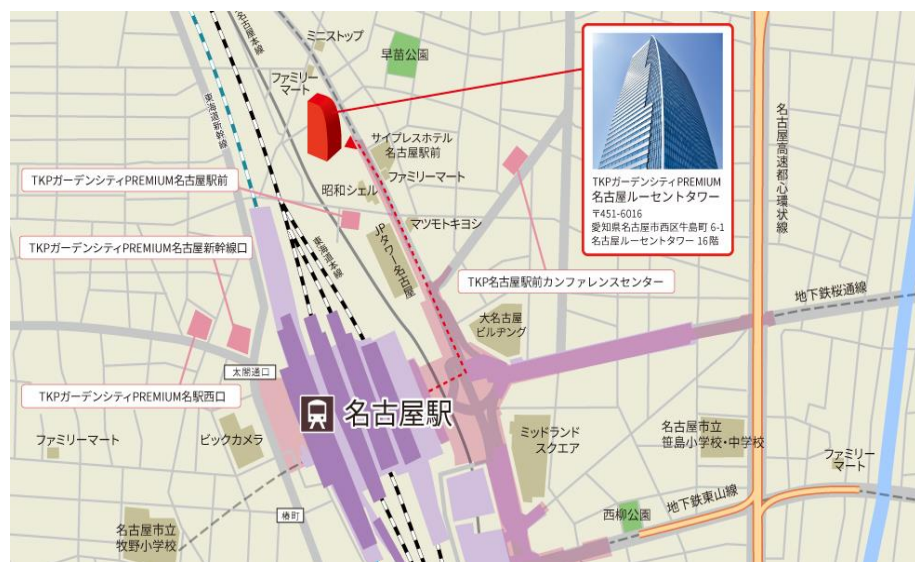 名古屋本線
ミニストップ
早苗公園
ファミリー
マート
東海道新幹線
サイプレスホテル
名古屋駅前
ファミリーマート
昭和シェル
マツモトキヨシ
TKPガーデンシティPREMIUM名古屋駅前
TKPガーデンシティPREMIUM名古屋新幹線口
東海道本線
JPタワー名古屋
TKPガーデンシティPREMIUM
名古屋ルーセントタワー
〒451-6016
愛知県名古屋市西区牛島町 6-1
名古屋ルーセントタワー 16階
名古屋高速都心環状線
TKP名古屋駅前カンファレンスセンター
地下鉄桜通線
大名古屋
ビルヂング
太閤通口
TKPガーデンシティPREMIUM名駅西口
名古屋駅
ファミリーマート
ビックカメラ
ミッドランド
スクエア
名古屋市立
笹島小学校・中学校
ファミリー
マート
地下鉄東山線
西柳公園
椿町
名古屋市立
牧野小学校